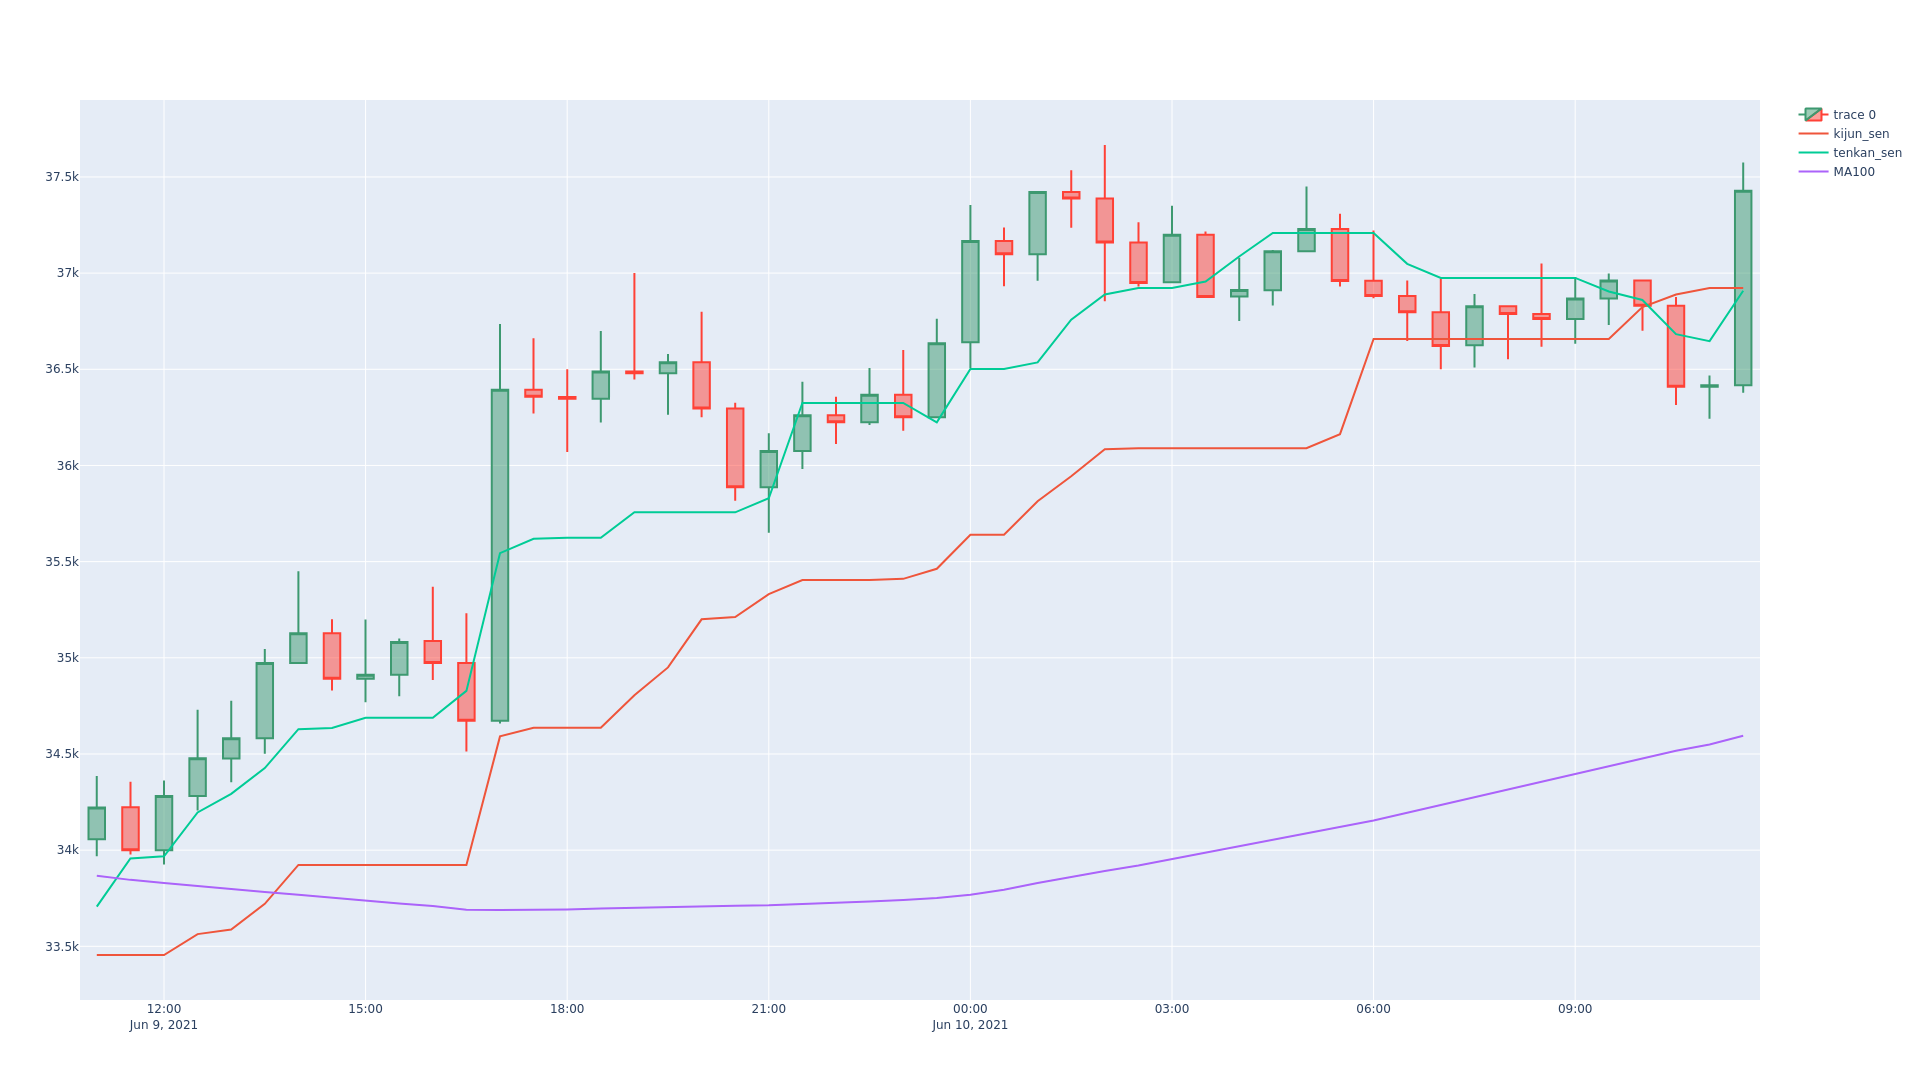 trace 0
kijun_sen
tenkan_sen
MA100
37.5k
37k
36.5k
36k
35.5k
35k
34.5k
34k
33.5k
12:00 15:00 18:00 21:00 00:00 03:00 06:00 09:00
Jun 9, 2021 Jun 10, 2021